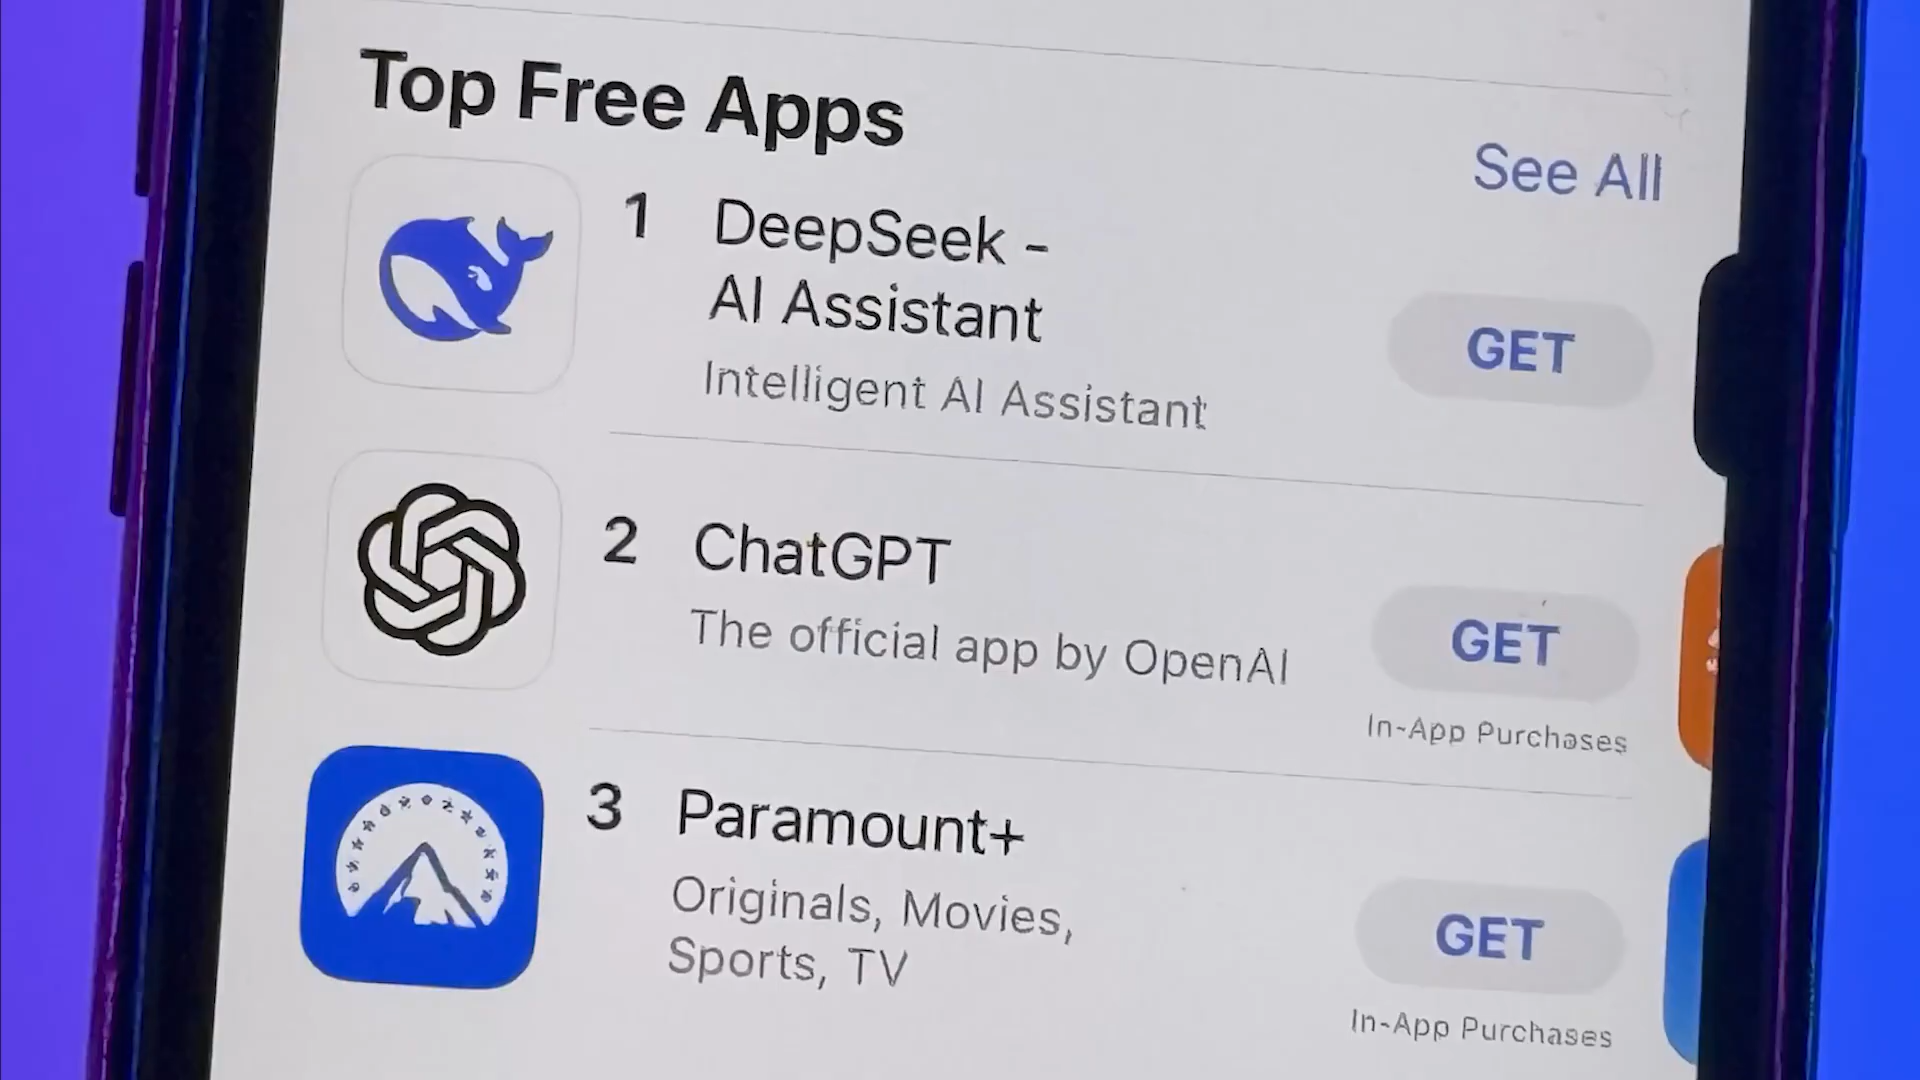 Top Free Apps
See All
1 DeepSeek -
AI Assistant
Intelligent AI Assistant
GET
2 ChatGPT
The official app by OpenAI
GET
In-App Purchases
3 Paramount+
Originals, Movies,
Sports, TV
GET
In-App Purchases